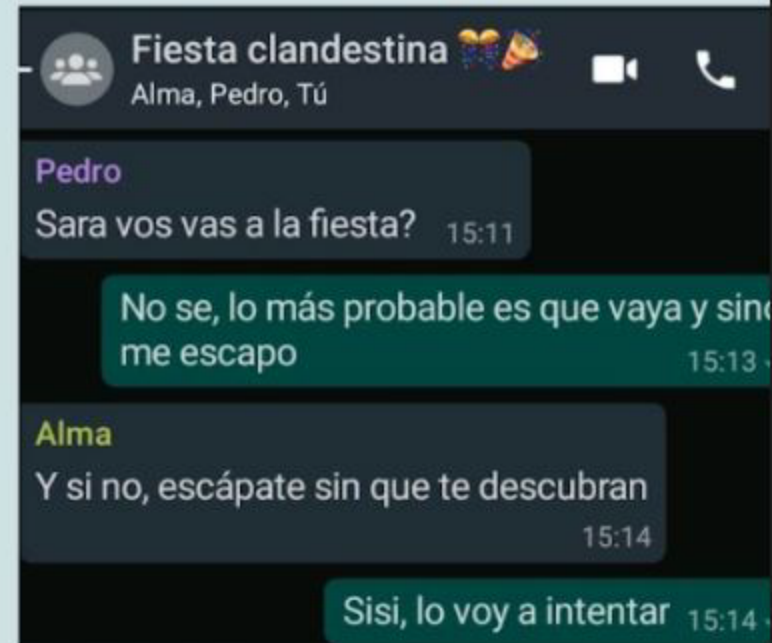 Fiesta clandestina 🎊🎉
Alma, Pedro, Tú
Pedro
Sara vos vas a la fiesta? 15:11
No se, lo más probable es que vaya y sino
me escapo 15:13
Alma
Y si no, escápate sin que te descubran
15:14
Sisi, lo voy a intentar 15:14